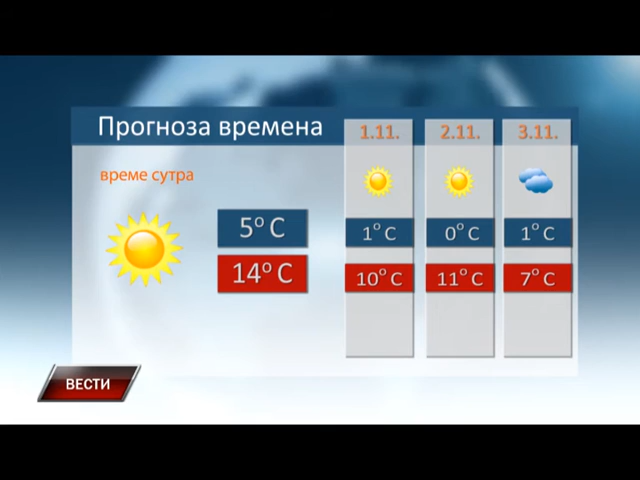 Прогноза времена
време сутра
5° C
14° C
1.11.
1° C
10° C
2.11.
0° C
11° C
3.11.
1° C
7° C
ВЕСТИ